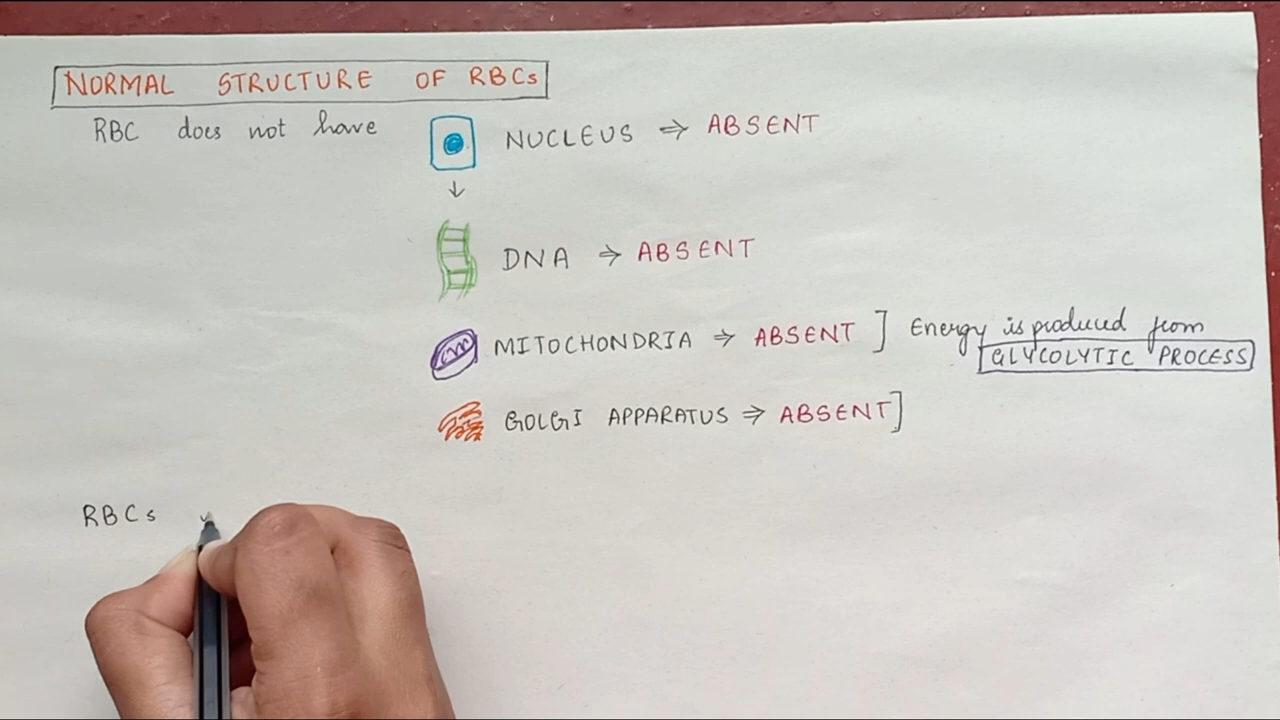 NORMAL STRUCTURE OF RBCs
RBC does not have
NUCLEUS ⇒ ABSENT
DNA ⇒ ABSENT
MITOCHONDRIA ⇒ ABSENT ] Energy is produced from
GLYCOLYTIC PROCESS
GOLGI APPARATUS ⇒ ABSENT ]
RBCs